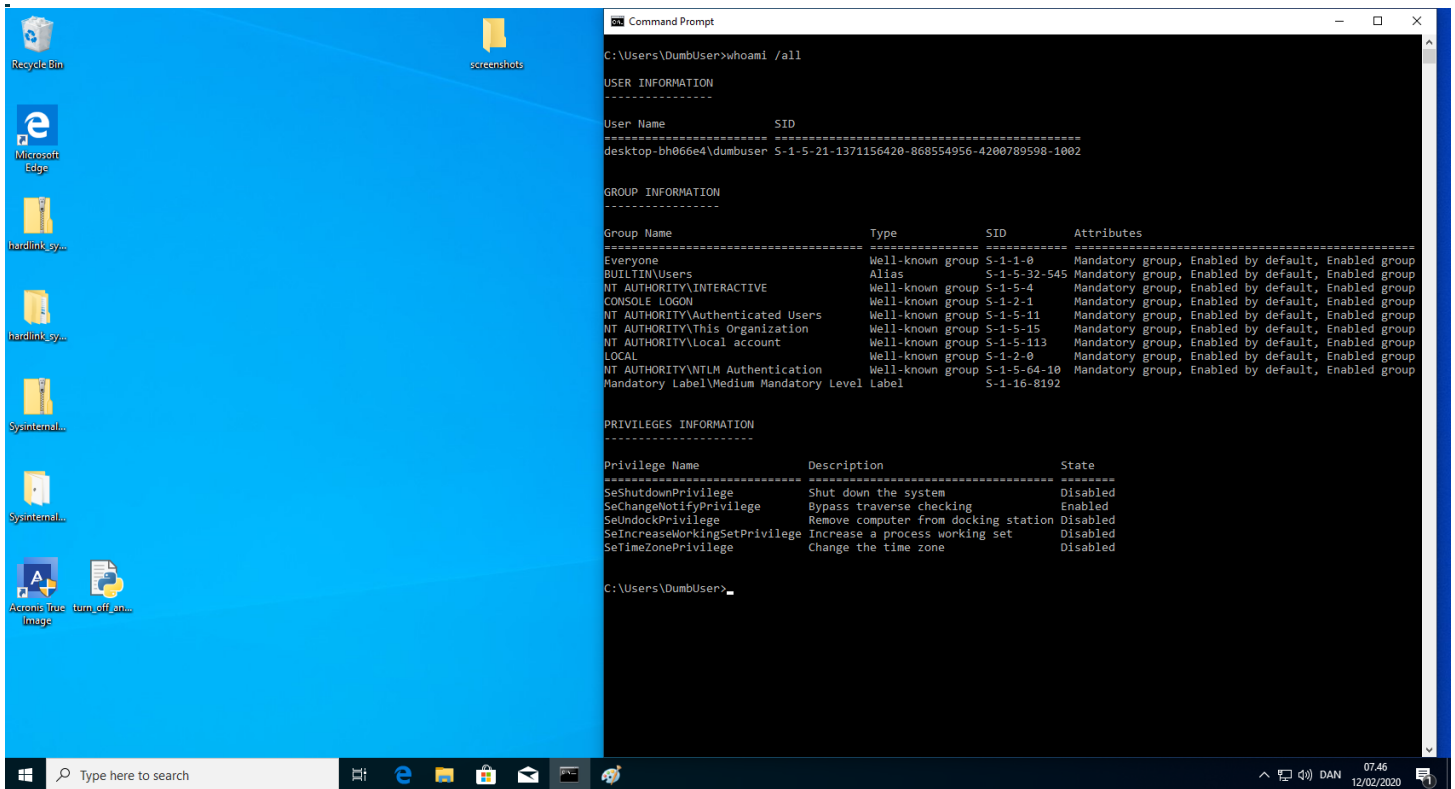 Recycle Bin
screenshots
Microsoft
Edge
hardlink_sy...
hardlink_sy...
Sysinternal...
Sysinternal...
Acronis True
Image
turn_off_an...
Command Prompt
C:\Users\DumbUser>whoami /all
USER INFORMATION
----------------
User Name              SID
====================== ============================================
desktop-bh066e4\dumbuser S-1-5-21-1371156420-868554956-4200789598-1002
GROUP INFORMATION
-----------------
Group Name                             Type             SID          Attributes
====================================== ================ ============ ==================================================
Everyone                               Well-known group S-1-1-0      Mandatory group, Enabled by default, Enabled group
BUILTIN\Users                          Alias            S-1-5-32-545 Mandatory group, Enabled by default, Enabled group
NT AUTHORITY\INTERACTIVE               Well-known group S-1-5-4      Mandatory group, Enabled by default, Enabled group
CONSOLE LOGON                          Well-known group S-1-2-1      Mandatory group, Enabled by default, Enabled group
NT AUTHORITY\Authenticated Users       Well-known group S-1-5-11     Mandatory group, Enabled by default, Enabled group
NT AUTHORITY\This Organization         Well-known group S-1-5-15     Mandatory group, Enabled by default, Enabled group
NT AUTHORITY\Local account             Well-known group S-1-5-113    Mandatory group, Enabled by default, Enabled group
LOCAL                                  Well-known group S-1-2-0      Mandatory group, Enabled by default, Enabled group
NT AUTHORITY\NTLM Authentication       Well-known group S-1-5-64-10  Mandatory group, Enabled by default, Enabled group
Mandatory Label\Medium Mandatory Level Label            S-1-16-8192
PRIVILEGES INFORMATION
----------------------
Privilege Name                Description                          State
============================= ==================================== ========
SeShutdownPrivilege           Shut down the system                 Disabled
SeChangeNotifyPrivilege       Bypass traverse checking             Enabled
SeUndockPrivilege             Remove computer from docking station Disabled
SeIncreaseWorkingSetPrivilege Increase a process working set       Disabled
SeTimeZonePrivilege           Change the time zone                 Disabled
C:\Users\DumbUser>_
Type here to search
DAN
07.46
12/02/2020
1